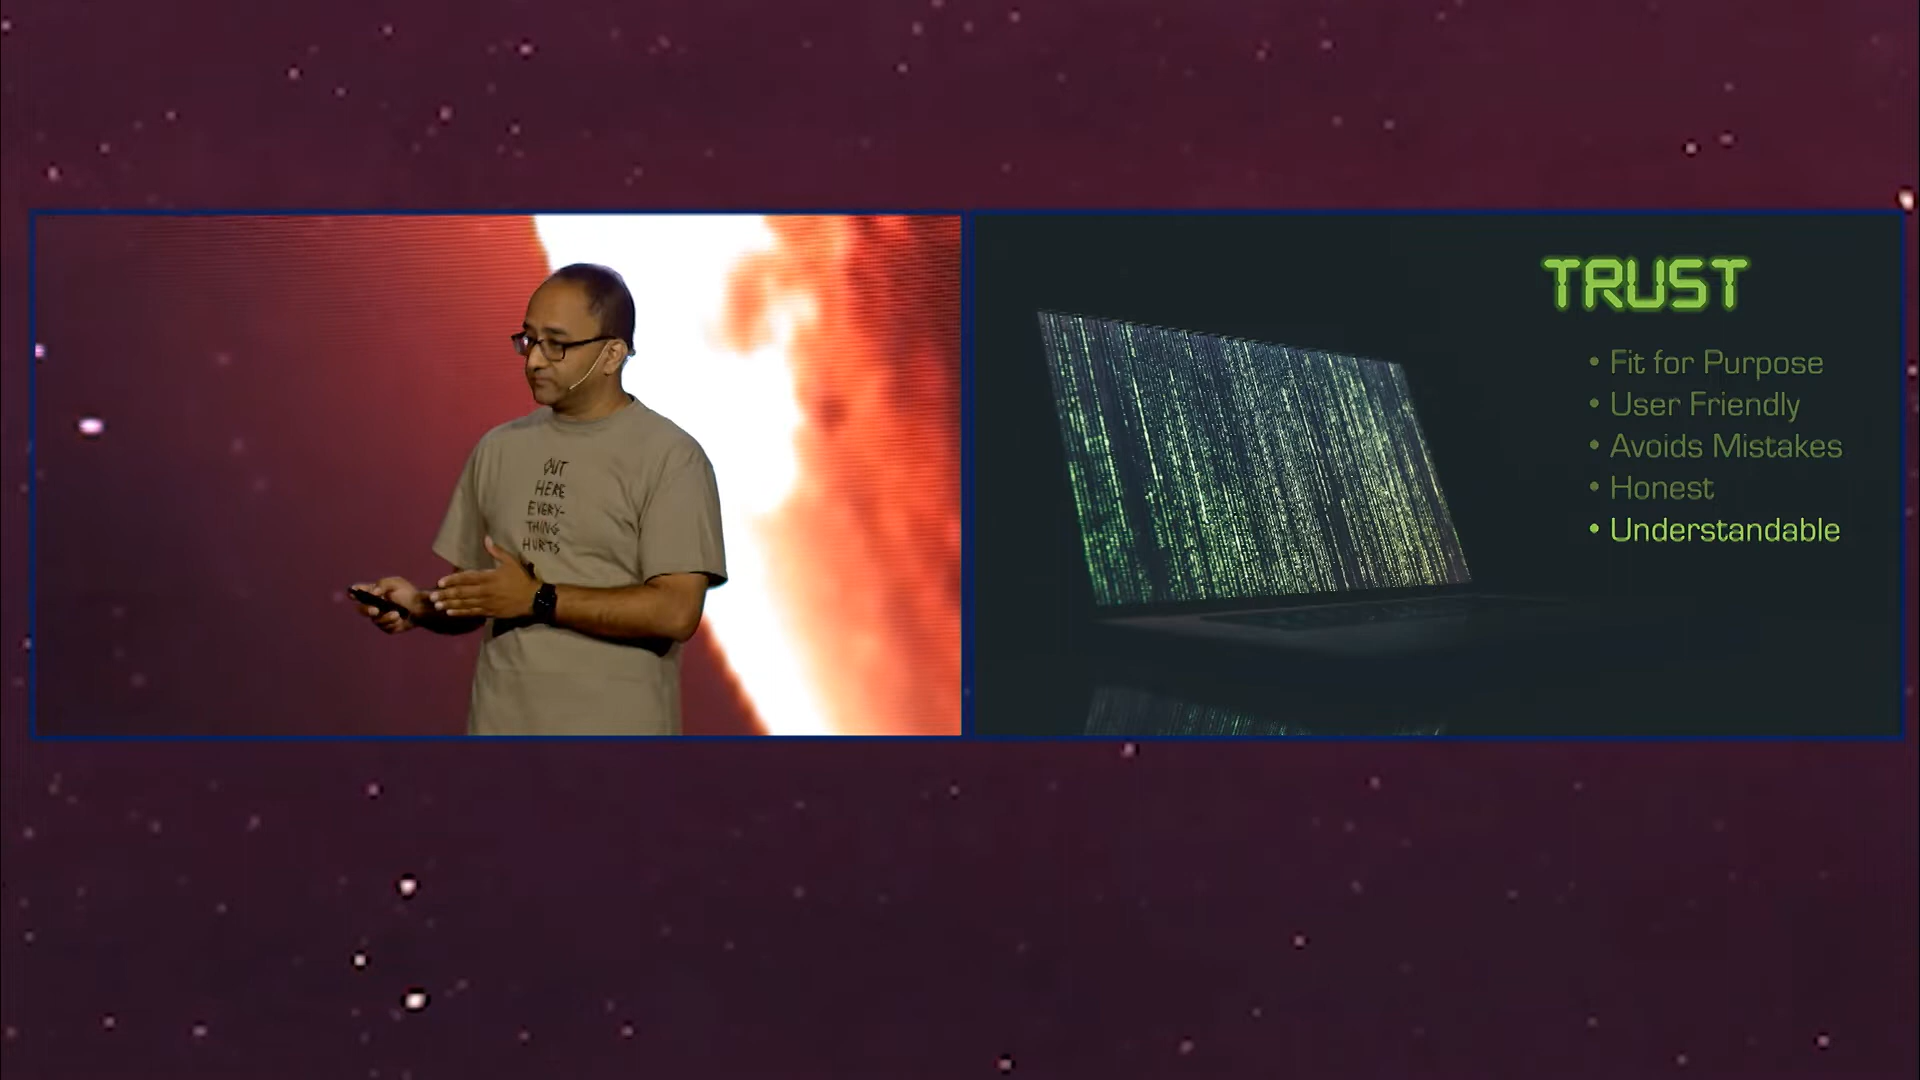 OUT
HERE
EVERY-
THING
HURTS
TRUST
• Fit for Purpose
• User Friendly
• Avoids Mistakes
• Honest
• Understandable